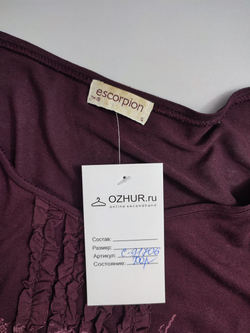 escorpion
S
OZHUR.ru
online secondhand
Состав:
Размер:
Артикул:
Состояние: